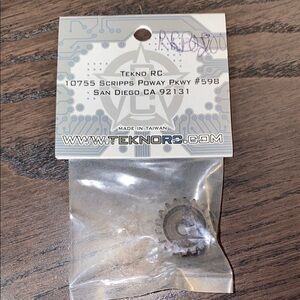 Tekno RC
10755 Scripps Poway Pkwy #598
San Diego CA 92131
MADE IN TAIWAN
WWW.TEKNORC.COM